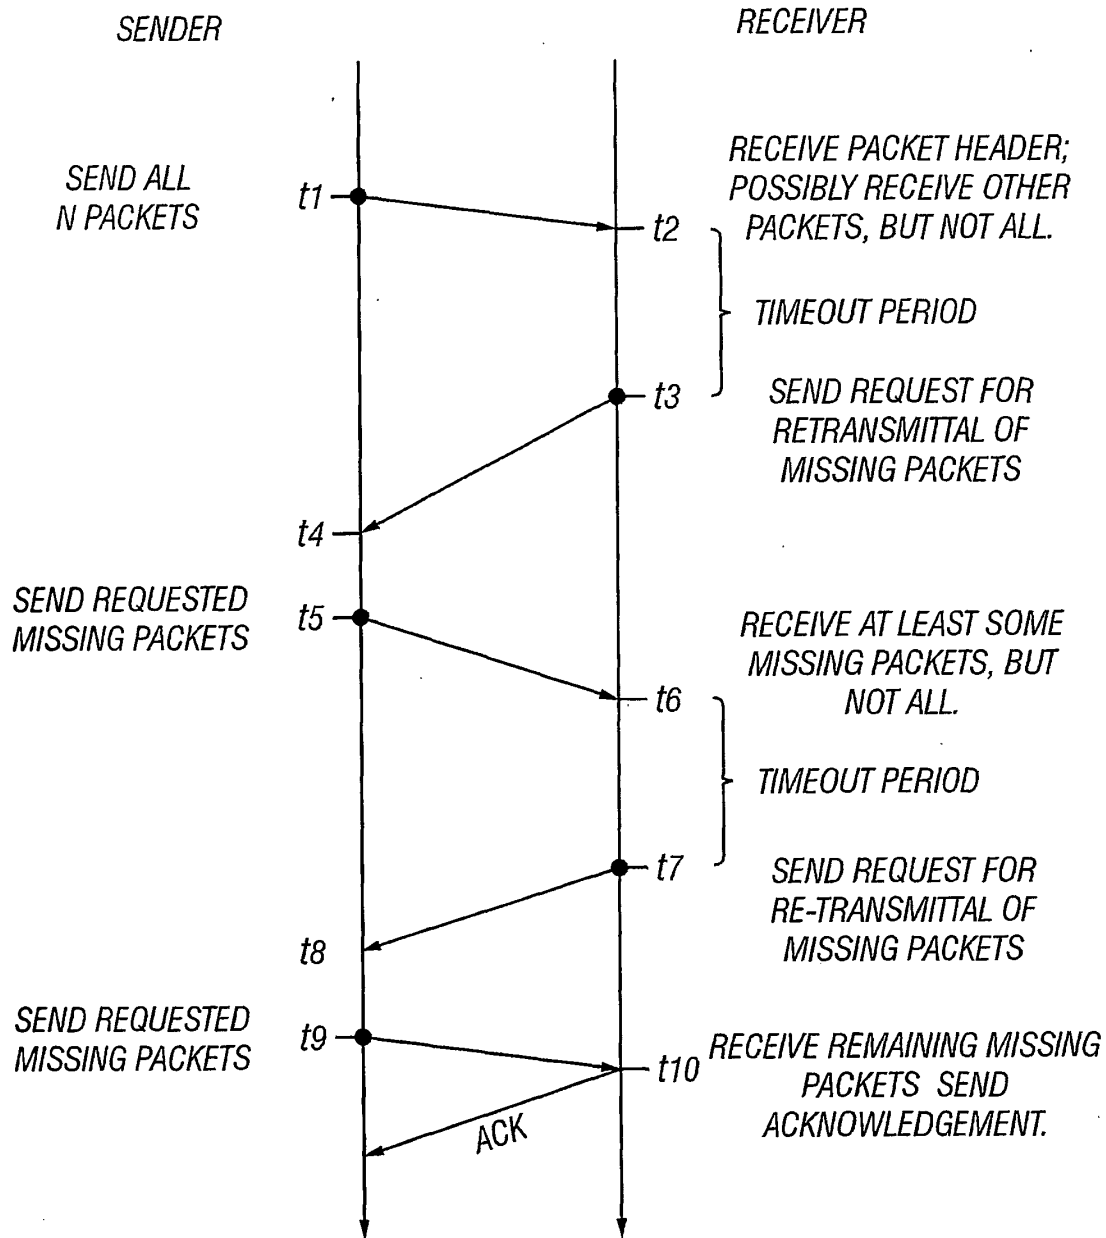 SENDER
RECEIVER
SEND ALL
N PACKETS
t1
RECEIVE PACKET HEADER;
POSSIBLY RECEIVE OTHER
PACKETS, BUT NOT ALL.
t2
TIMEOUT PERIOD
t3
SEND REQUEST FOR
RETRANSMITTAL OF
MISSING PACKETS
t4
SEND REQUESTED
MISSING PACKETS
t5
RECEIVE AT LEAST SOME
MISSING PACKETS, BUT
NOT ALL.
t6
TIMEOUT PERIOD
t7
SEND REQUEST FOR
RE-TRANSMITTAL OF
MISSING PACKETS
t8
SEND REQUESTED
MISSING PACKETS
t9
t10
RECEIVE REMAINING MISSING
PACKETS SEND
ACKNOWLEDGEMENT.
ACK